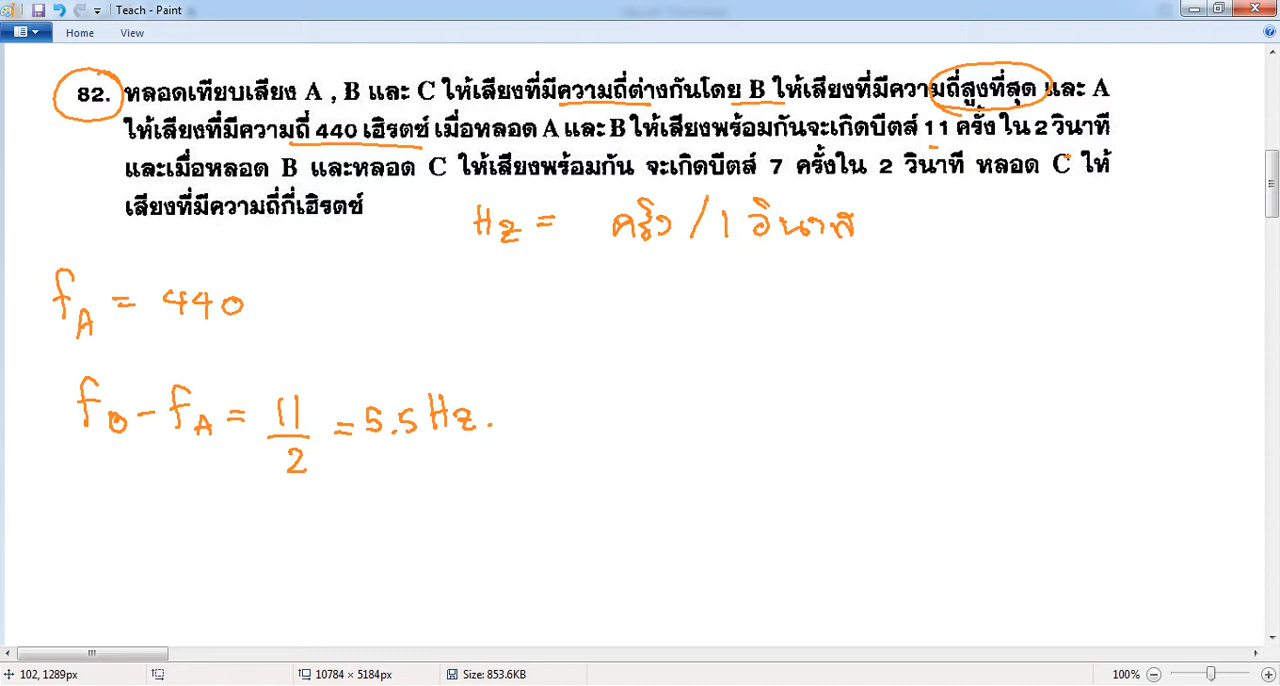 Teach - Paint
Home View
82. หลอดเทียบเสียง A , B และ C ให้เสียงที่มีความถี่ต่างกันโดย B ให้เสียงที่มีความถี่สูงที่สุด และ A
ให้เสียงที่มีความถี่ 440 เฮิรตซ์ เมื่อหลอด A และ B ให้เสียงพร้อมกันจะเกิดบีตส์ 11 ครั้ง ใน 2 วินาที
และเมื่อหลอด B และหลอด C ให้เสียงพร้อมกัน จะเกิดบีตส์ 7 ครั้งใน 2 วินาที หลอด C ให้
เสียงที่มีความถี่กี่เฮิรตซ์
Hz = ครั้ง / 1 วินาที
f_A = 440
f_B - f_A = 11/2 = 5.5 Hz.
102, 1289px 10784 × 5184px Size: 853.6KB 100%